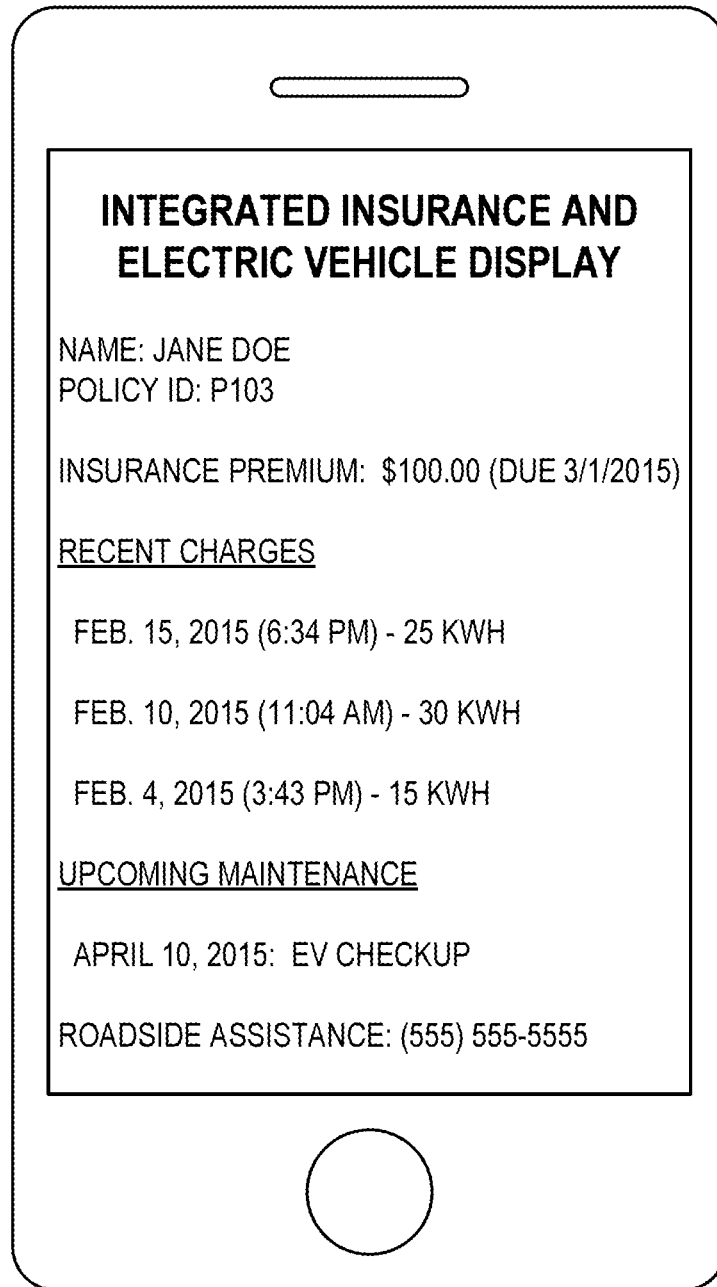 INTEGRATED INSURANCE AND
ELECTRIC VEHICLE DISPLAY
NAME: JANE DOE
POLICY ID: P103
INSURANCE PREMIUM: $100.00 (DUE 3/1/2015)
RECENT CHARGES
FEB. 15, 2015 (6:34 PM) - 25 KWH
FEB. 10, 2015 (11:04 AM) - 30 KWH
FEB. 4, 2015 (3:43 PM) - 15 KWH
UPCOMING MAINTENANCE
APRIL 10, 2015: EV CHECKUP
ROADSIDE ASSISTANCE: (555) 555-5555